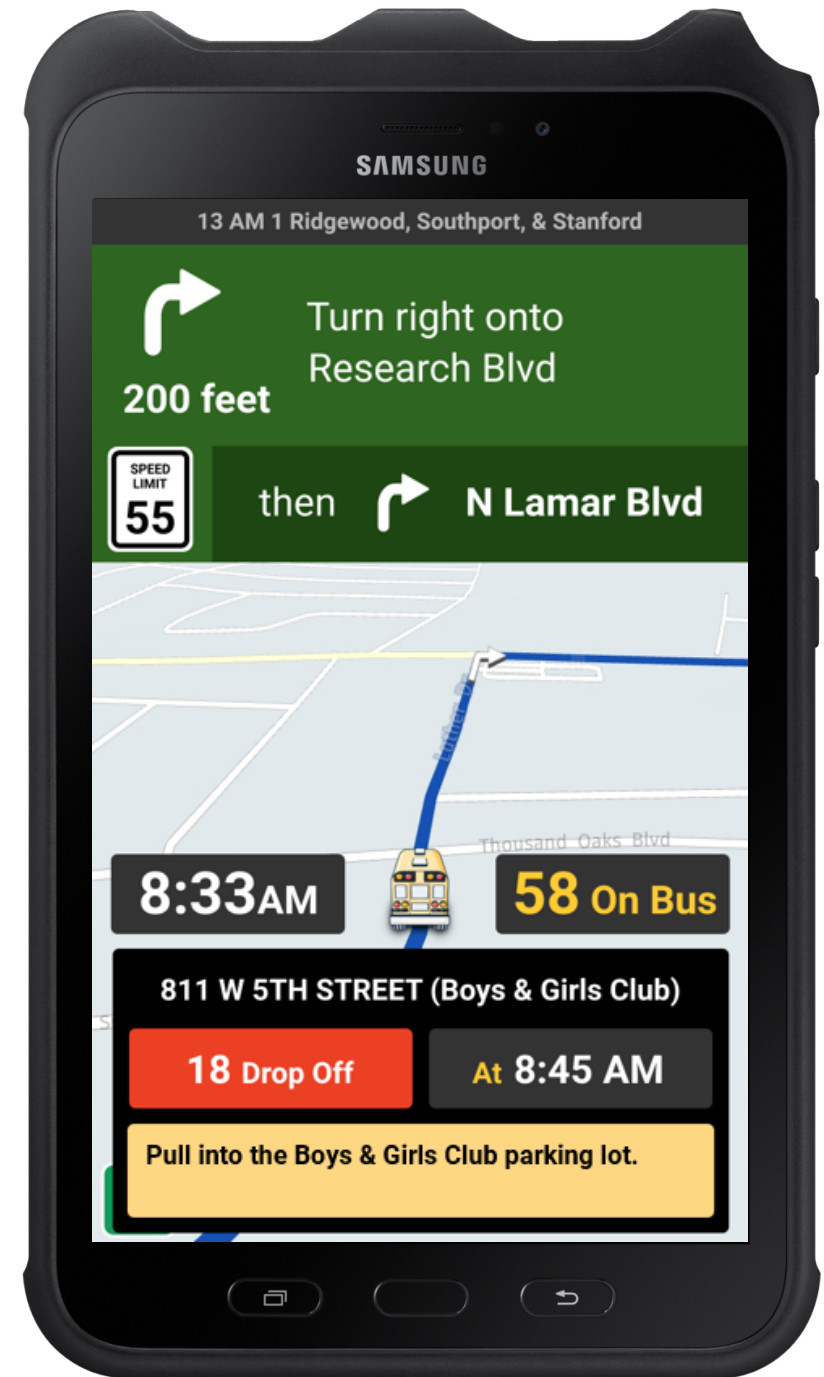 SAMSUNG
13 AM 1 Ridgewood, Southport, & Stanford
Turn right onto
Research Blvd
200 feet
SPEED
LIMIT
55
then
N Lamar Blvd
Luther Dr
Thousand Oaks Blvd
8:33AM
58 On Bus
811 W 5TH STREET (Boys & Girls Club)
S
18 Drop Off
At 8:45 AM
Pull into the Boys & Girls Club parking lot.